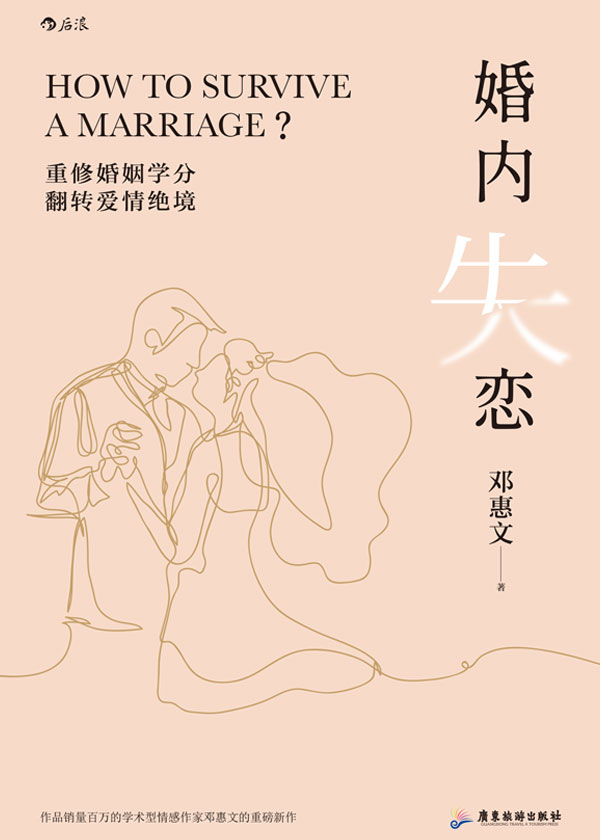 后浪
HOW TO SURVIVE
A MARRIAGE?
重修婚姻学分
翻转爱情绝境
婚内失恋
邓惠文——著
作品销量百万的学术型情感作家邓惠文的重磅新作
廣東旅游出版社
GUANGDONG TRAVEL & TOURISM PRESS